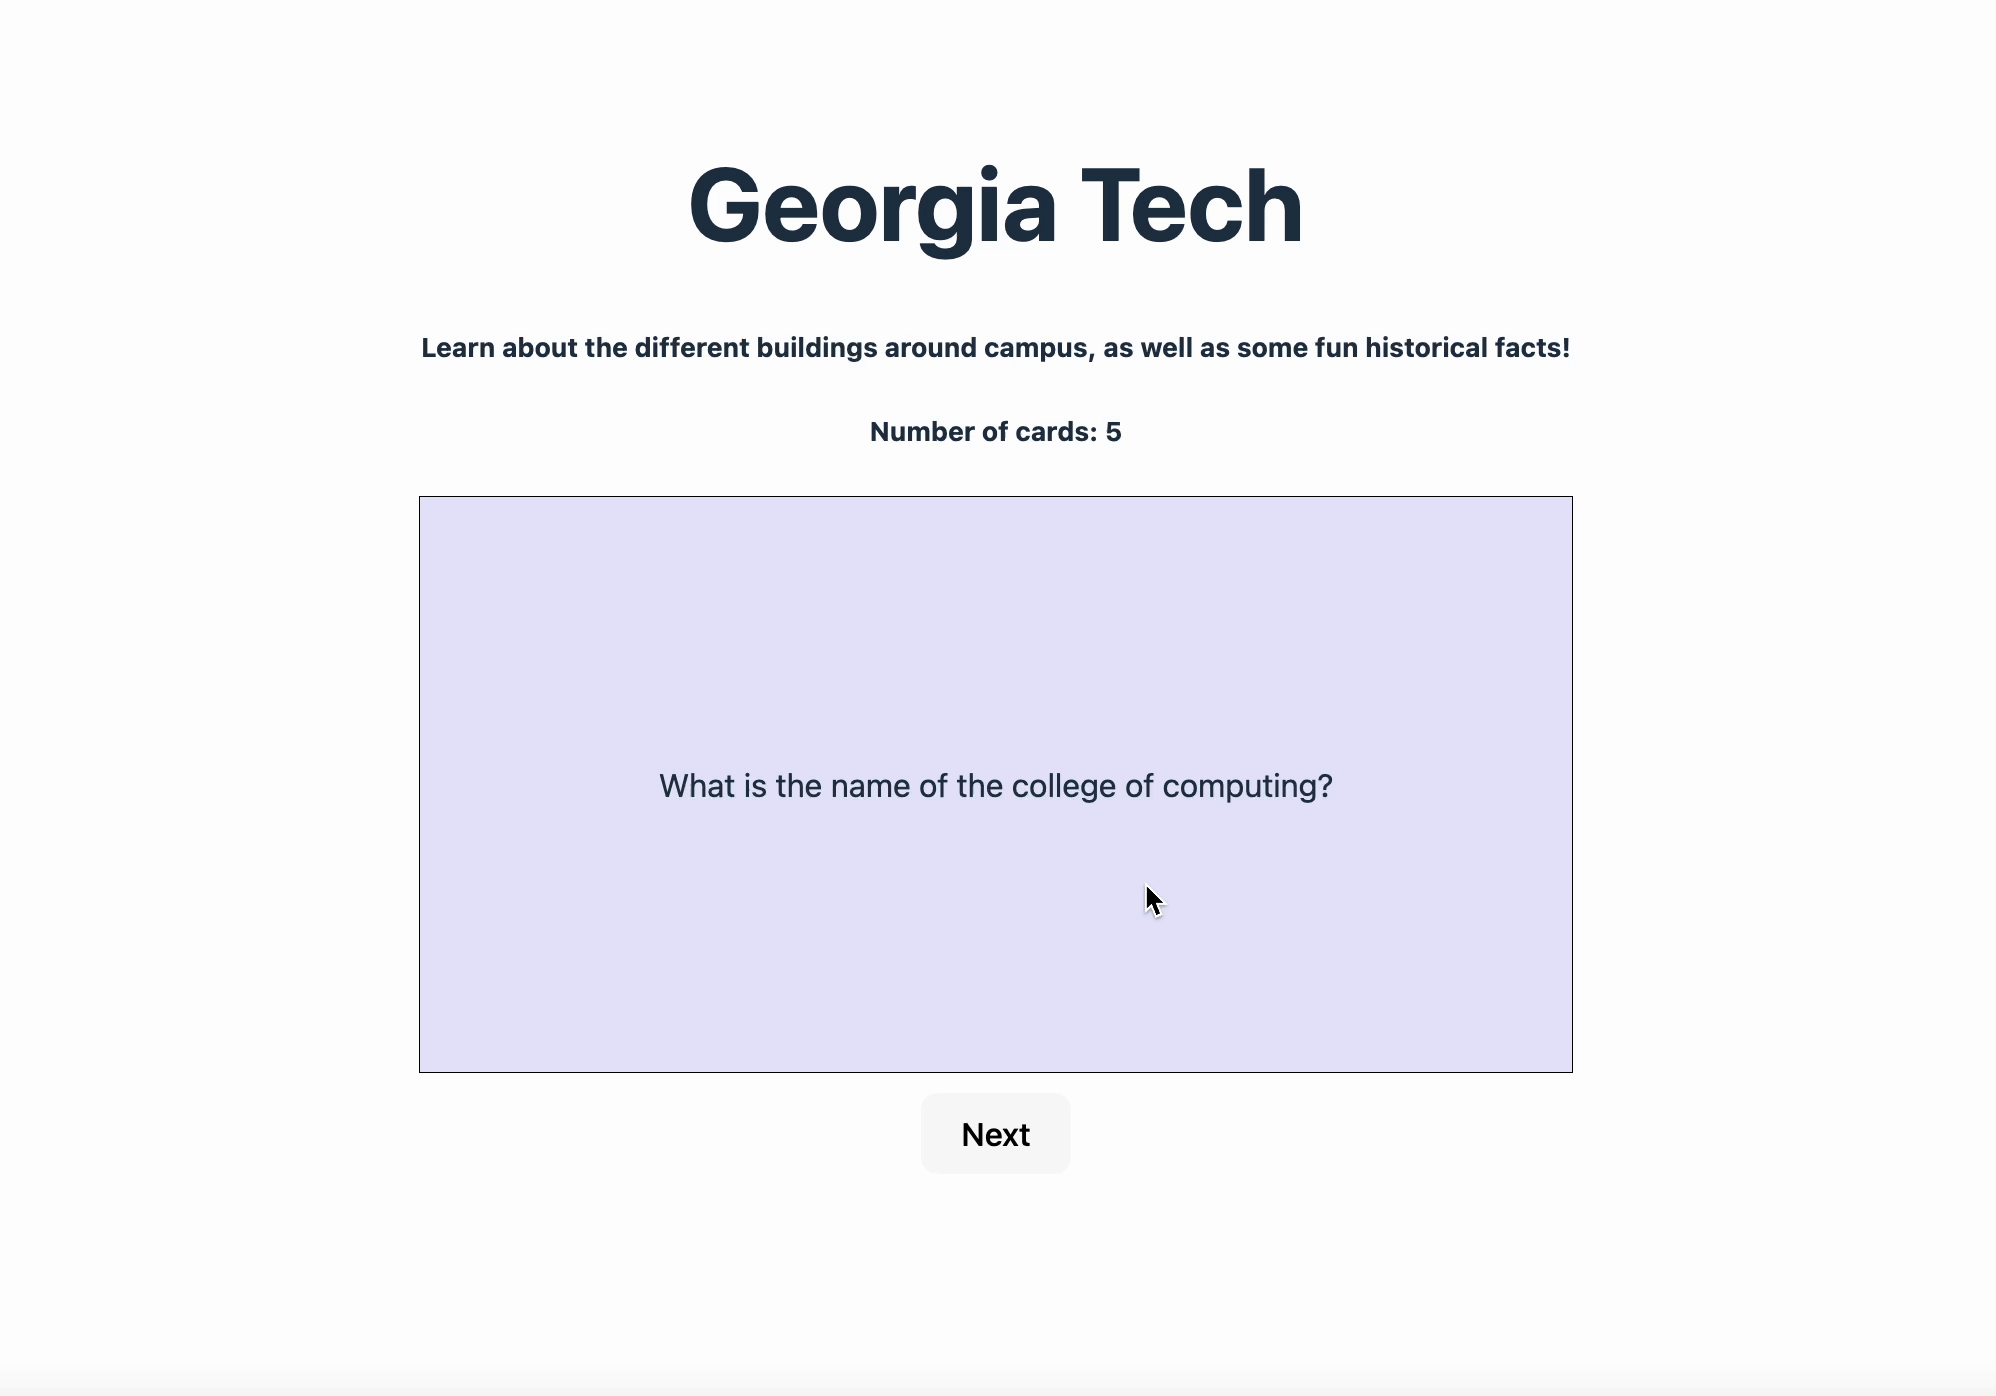 Georgia Tech
Learn about the different buildings around campus, as well as some fun historical facts!
Number of cards: 5
What is the name of the college of computing?
Next